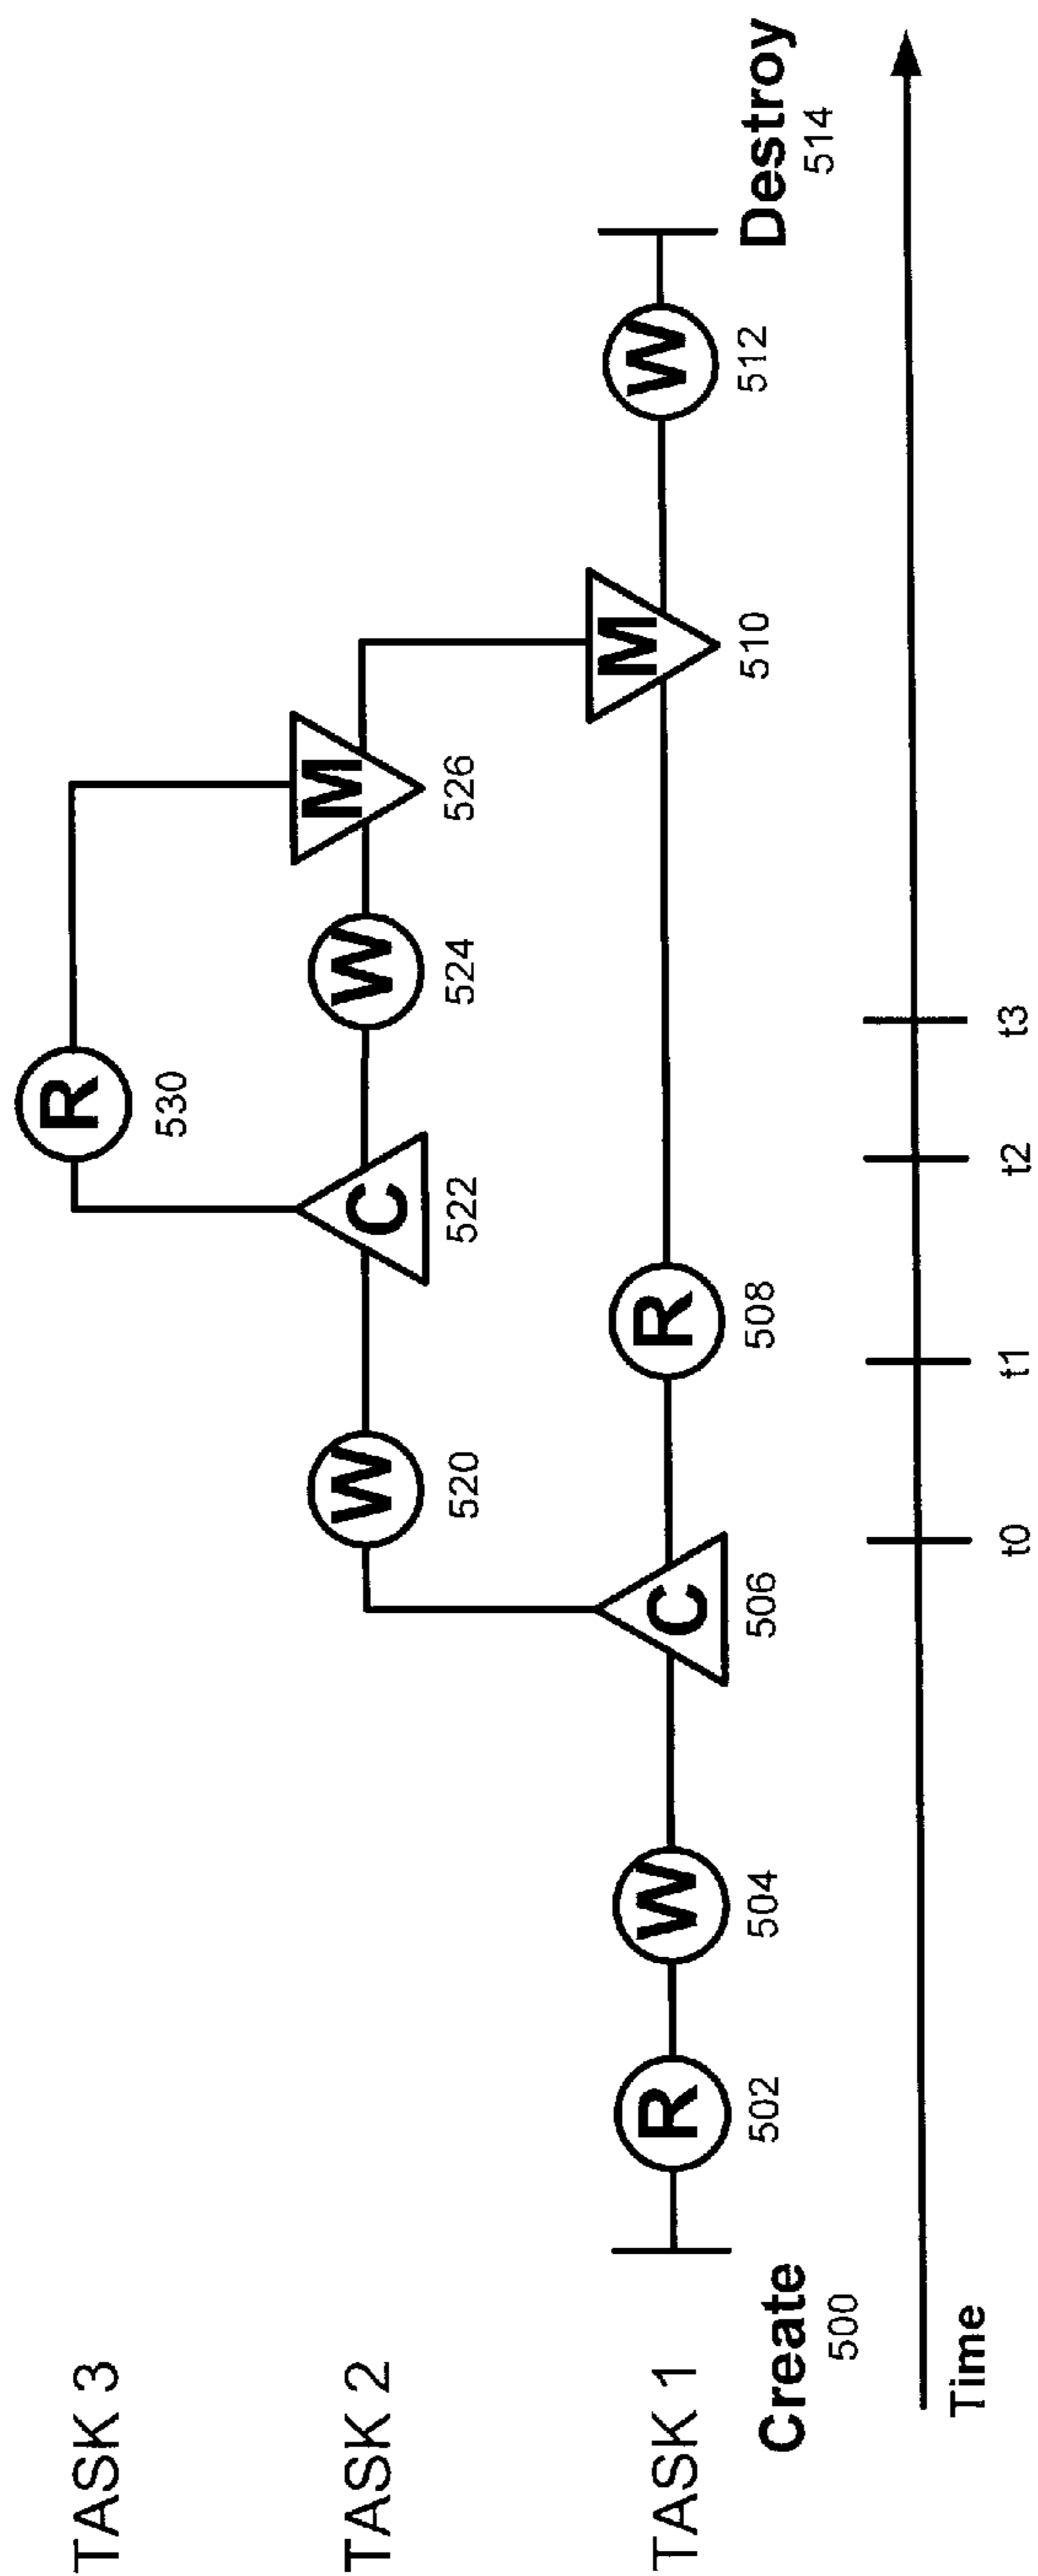 TASK 3
R
530
TASK 2
W
C
W
M
520
522
524
526
TASK 1
R
W
C
R
M
W
502
504
506
508
510
512
Create
500
Destroy
514
t0
t1
t2
t3
Time